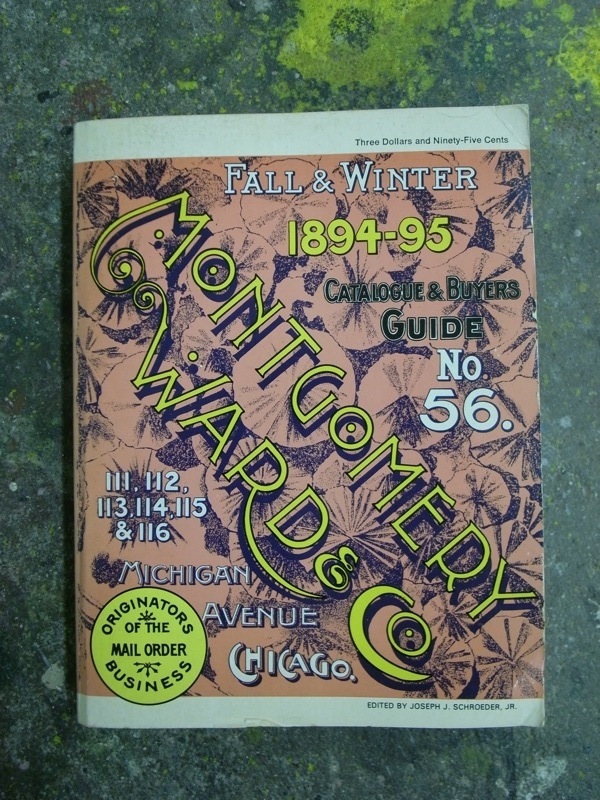 Three Dollars and Ninety-Five Cents
FALL & WINTER
1894-95
CATALOGUE & BUYERS
GUIDE
No
56.
MONTGOMERY
WARD & Co
111, 112,
113, 114, 115
& 116
MICHIGAN
AVENUE
CHICAGO.
ORIGINATORS
OF THE
MAIL ORDER
BUSINESS
EDITED BY JOSEPH J. SCHROEDER, JR.